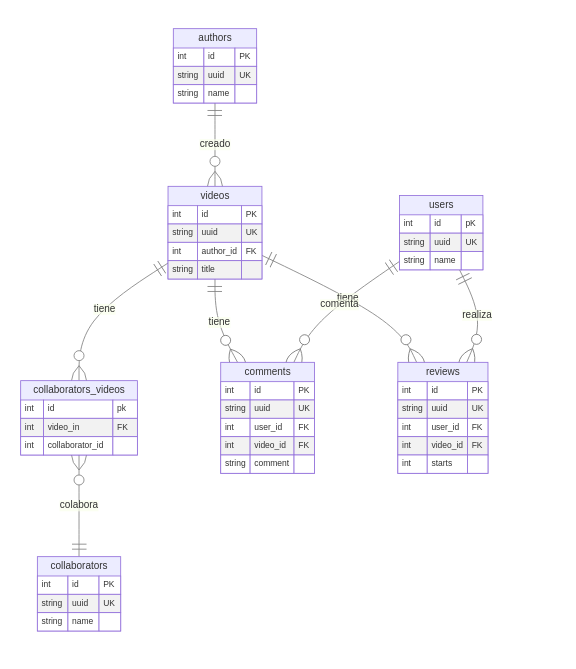 authors
int id PK
string uuid UK
string name
creado
videos
int id PK
string uuid UK
int author_id FK
string title
users
int id pK
string uuid UK
string name
tiene
comenta
tiene
tiene
realiza
collaborators_videos
int id pk
int video_in FK
int collaborator_id
comments
int id PK
string uuid UK
int user_id FK
int video_id FK
string comment
reviews
int id PK
string uuid UK
int user_id FK
int video_id FK
int starts
colabora
collaborators
int id PK
string uuid UK
string name